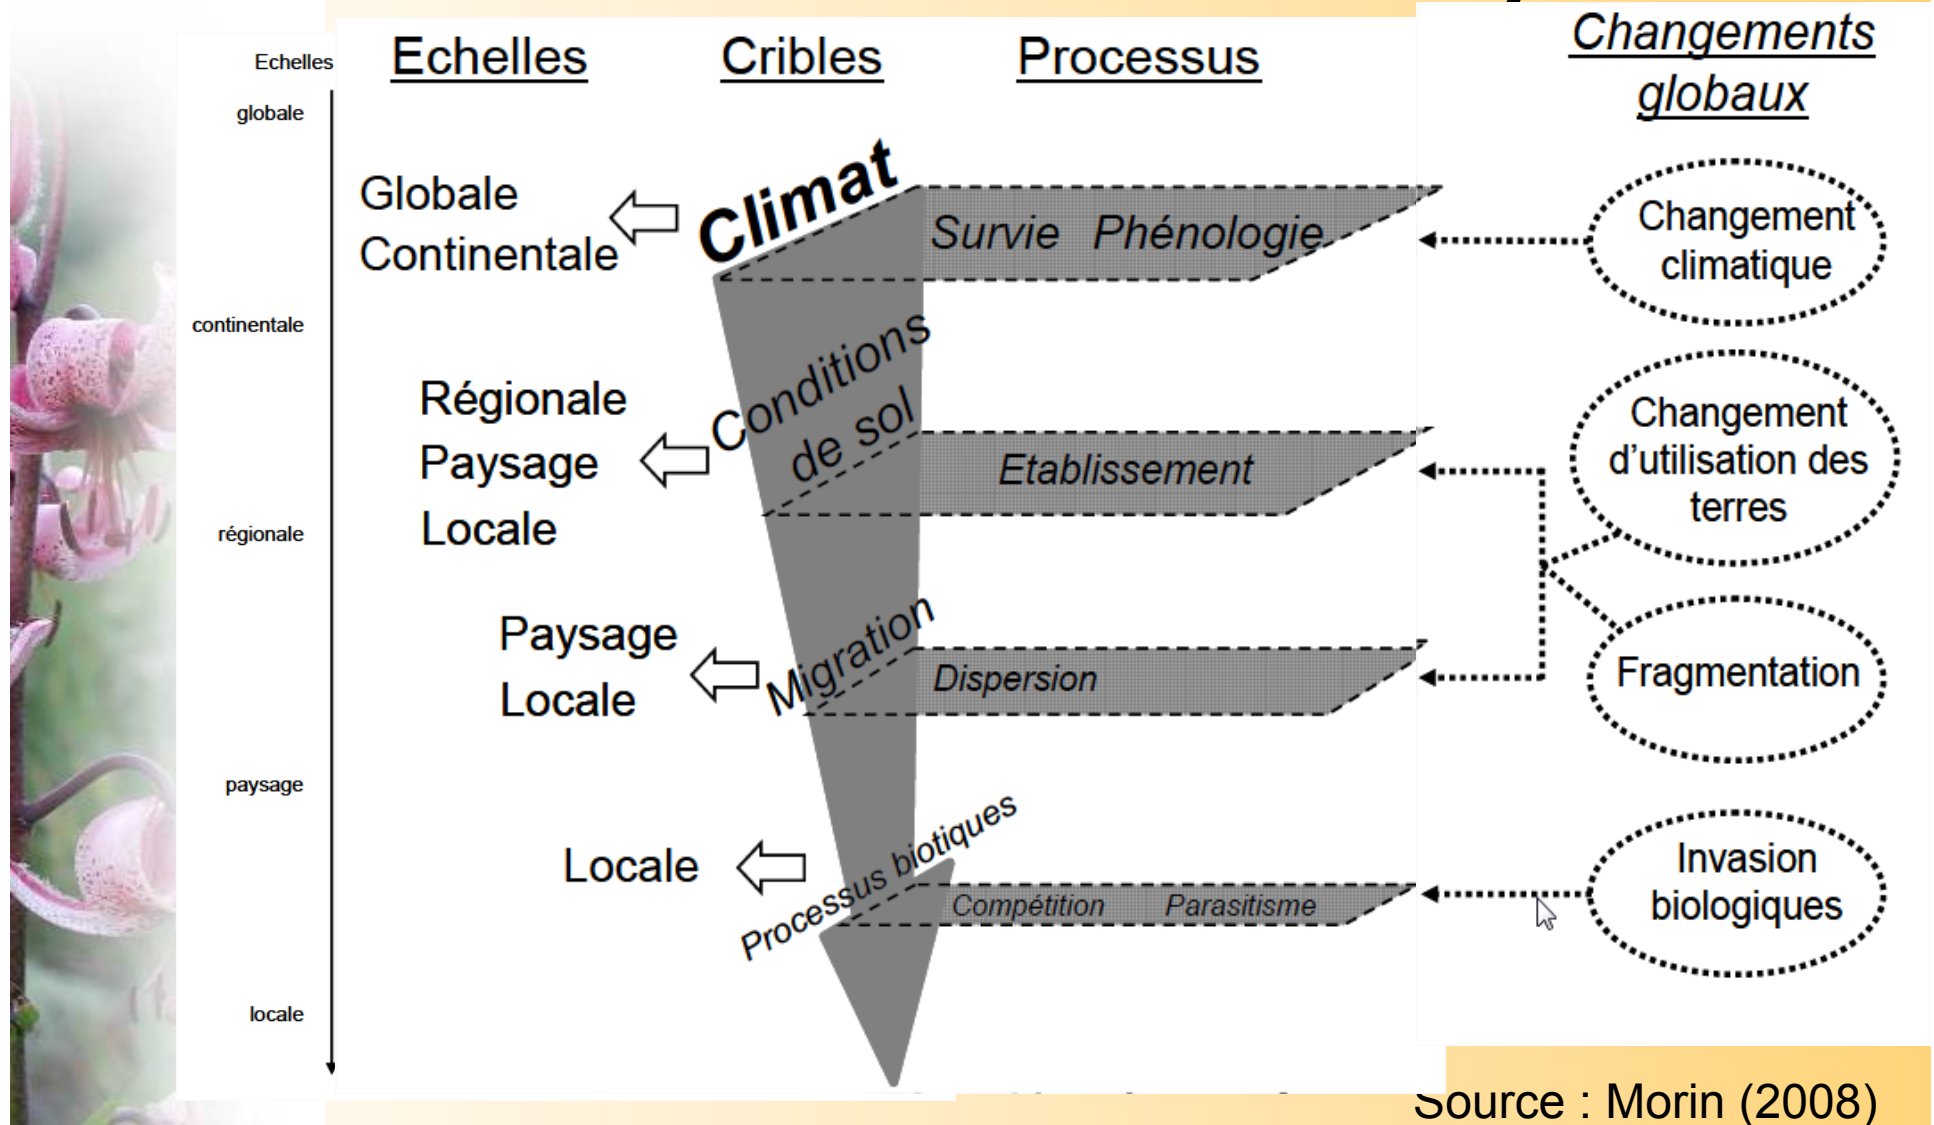 Echelles
globale
continentale
régionale
paysage
locale
Echelles
Cribles
Processus
Changements
globaux
Globale
Continentale
Climat
Survie Phénologie
Changement
climatique
Régionale
Paysage
Locale
Conditions
de sol
Etablissement
Changement
d'utilisation des
terres
Paysage
Locale
Migration
Dispersion
Fragmentation
Locale
Processus biotiques
Compétition Parasitisme
Invasion
biologiques
Source : Morin (2008)